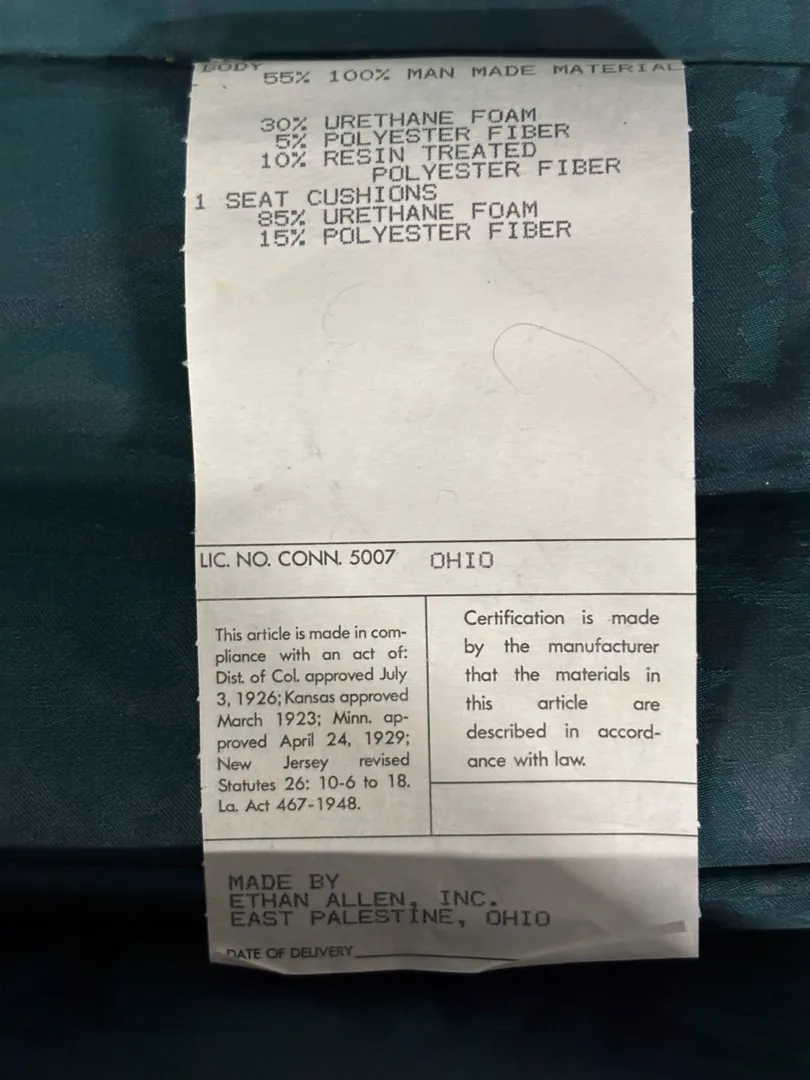 BODY
55% 100% MAN MADE MATERIAL
30% URETHANE FOAM
5% POLYESTER FIBER
10% RESIN TREATED
POLYESTER FIBER
1 SEAT CUSHIONS
85% URETHANE FOAM
15% POLYESTER FIBER
LIC. NO. CONN. 5007 OHIO
This article is made in com-
pliance with an act of:
Dist. of Col. approved July
3, 1926; Kansas approved
March 1923; Minn. ap-
proved April 24, 1929;
New Jersey revised
Statutes 26: 10-6 to 18.
La. Act 467-1948.
Certification is made
by the manufacturer
that the materials in
this article are
described in accord-
ance with law.
MADE BY
ETHAN ALLEN, INC.
EAST PALESTINE, OHIO
DATE OF DELIVERY